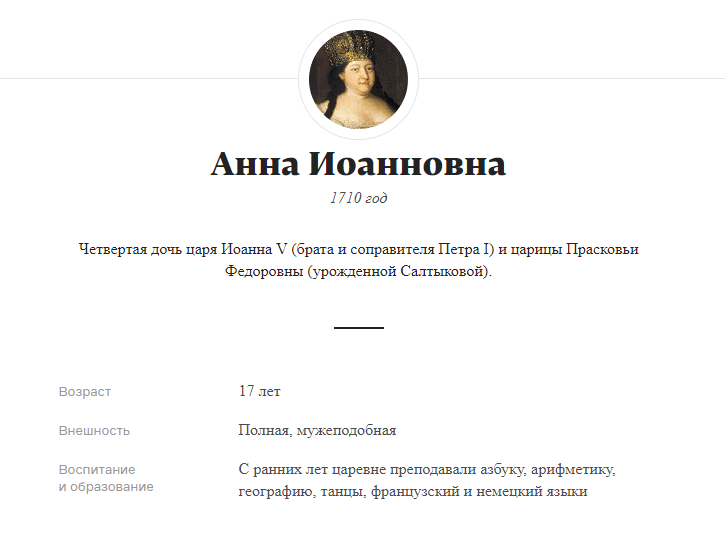 Анна Иоанновна
1710 год
Четвертая дочь царя Иоанна V (брата и соправителя Петра I) и царицы Прасковьи
Федоровны (урожденной Салтыковой).
Возраст
17 лет
Внешность
Полная, мужеподобная
Воспитание
и образование
С ранних лет царевне преподавали азбуку, арифметику,
географию, танцы, французский и немецкий языки